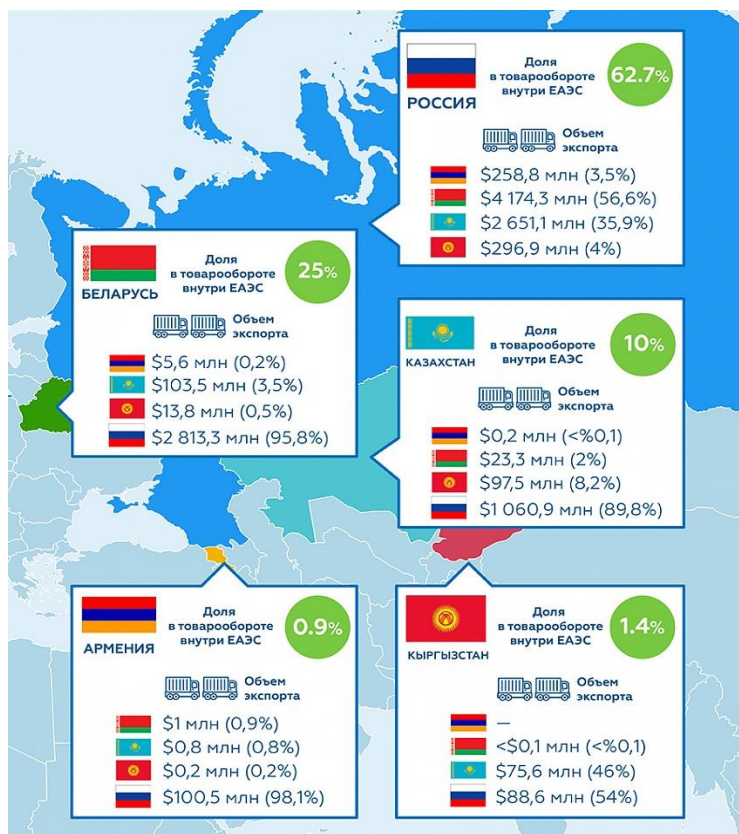 РОССИЯ
Доля
в товарообороте
внутри ЕАЭС
62.7%
Объем
экспорта
$258,8 млн (3,5%)
$4 174,3 млн (56,6%)
$2 651,1 млн (35,9%)
$296,9 млн (4%)
БЕЛАРУСЬ
Доля
в товарообороте
внутри ЕАЭС
25%
Объем
экспорта
$5,6 млн (0,2%)
$103,5 млн (3,5%)
$13,8 млн (0,5%)
$2 813,3 млн (95,8%)
КАЗАХСТАН
Доля
в товарообороте
внутри ЕАЭС
10%
Объем
экспорта
$0,2 млн (<%0,1)
$23,3 млн (2%)
$97,5 млн (8,2%)
$1 060,9 млн (89,8%)
АРМЕНИЯ
Доля
в товарообороте
внутри ЕАЭС
0.9%
Объем
экспорта
$1 млн (0,9%)
$0,8 млн (0,8%)
$0,2 млн (0,2%)
$100,5 млн (98,1%)
КЫРГЫЗСТАН
Доля
в товарообороте
внутри ЕАЭС
1.4%
Объем
экспорта
—
<$0,1 млн (<%0,1)
$75,6 млн (46%)
$88,6 млн (54%)